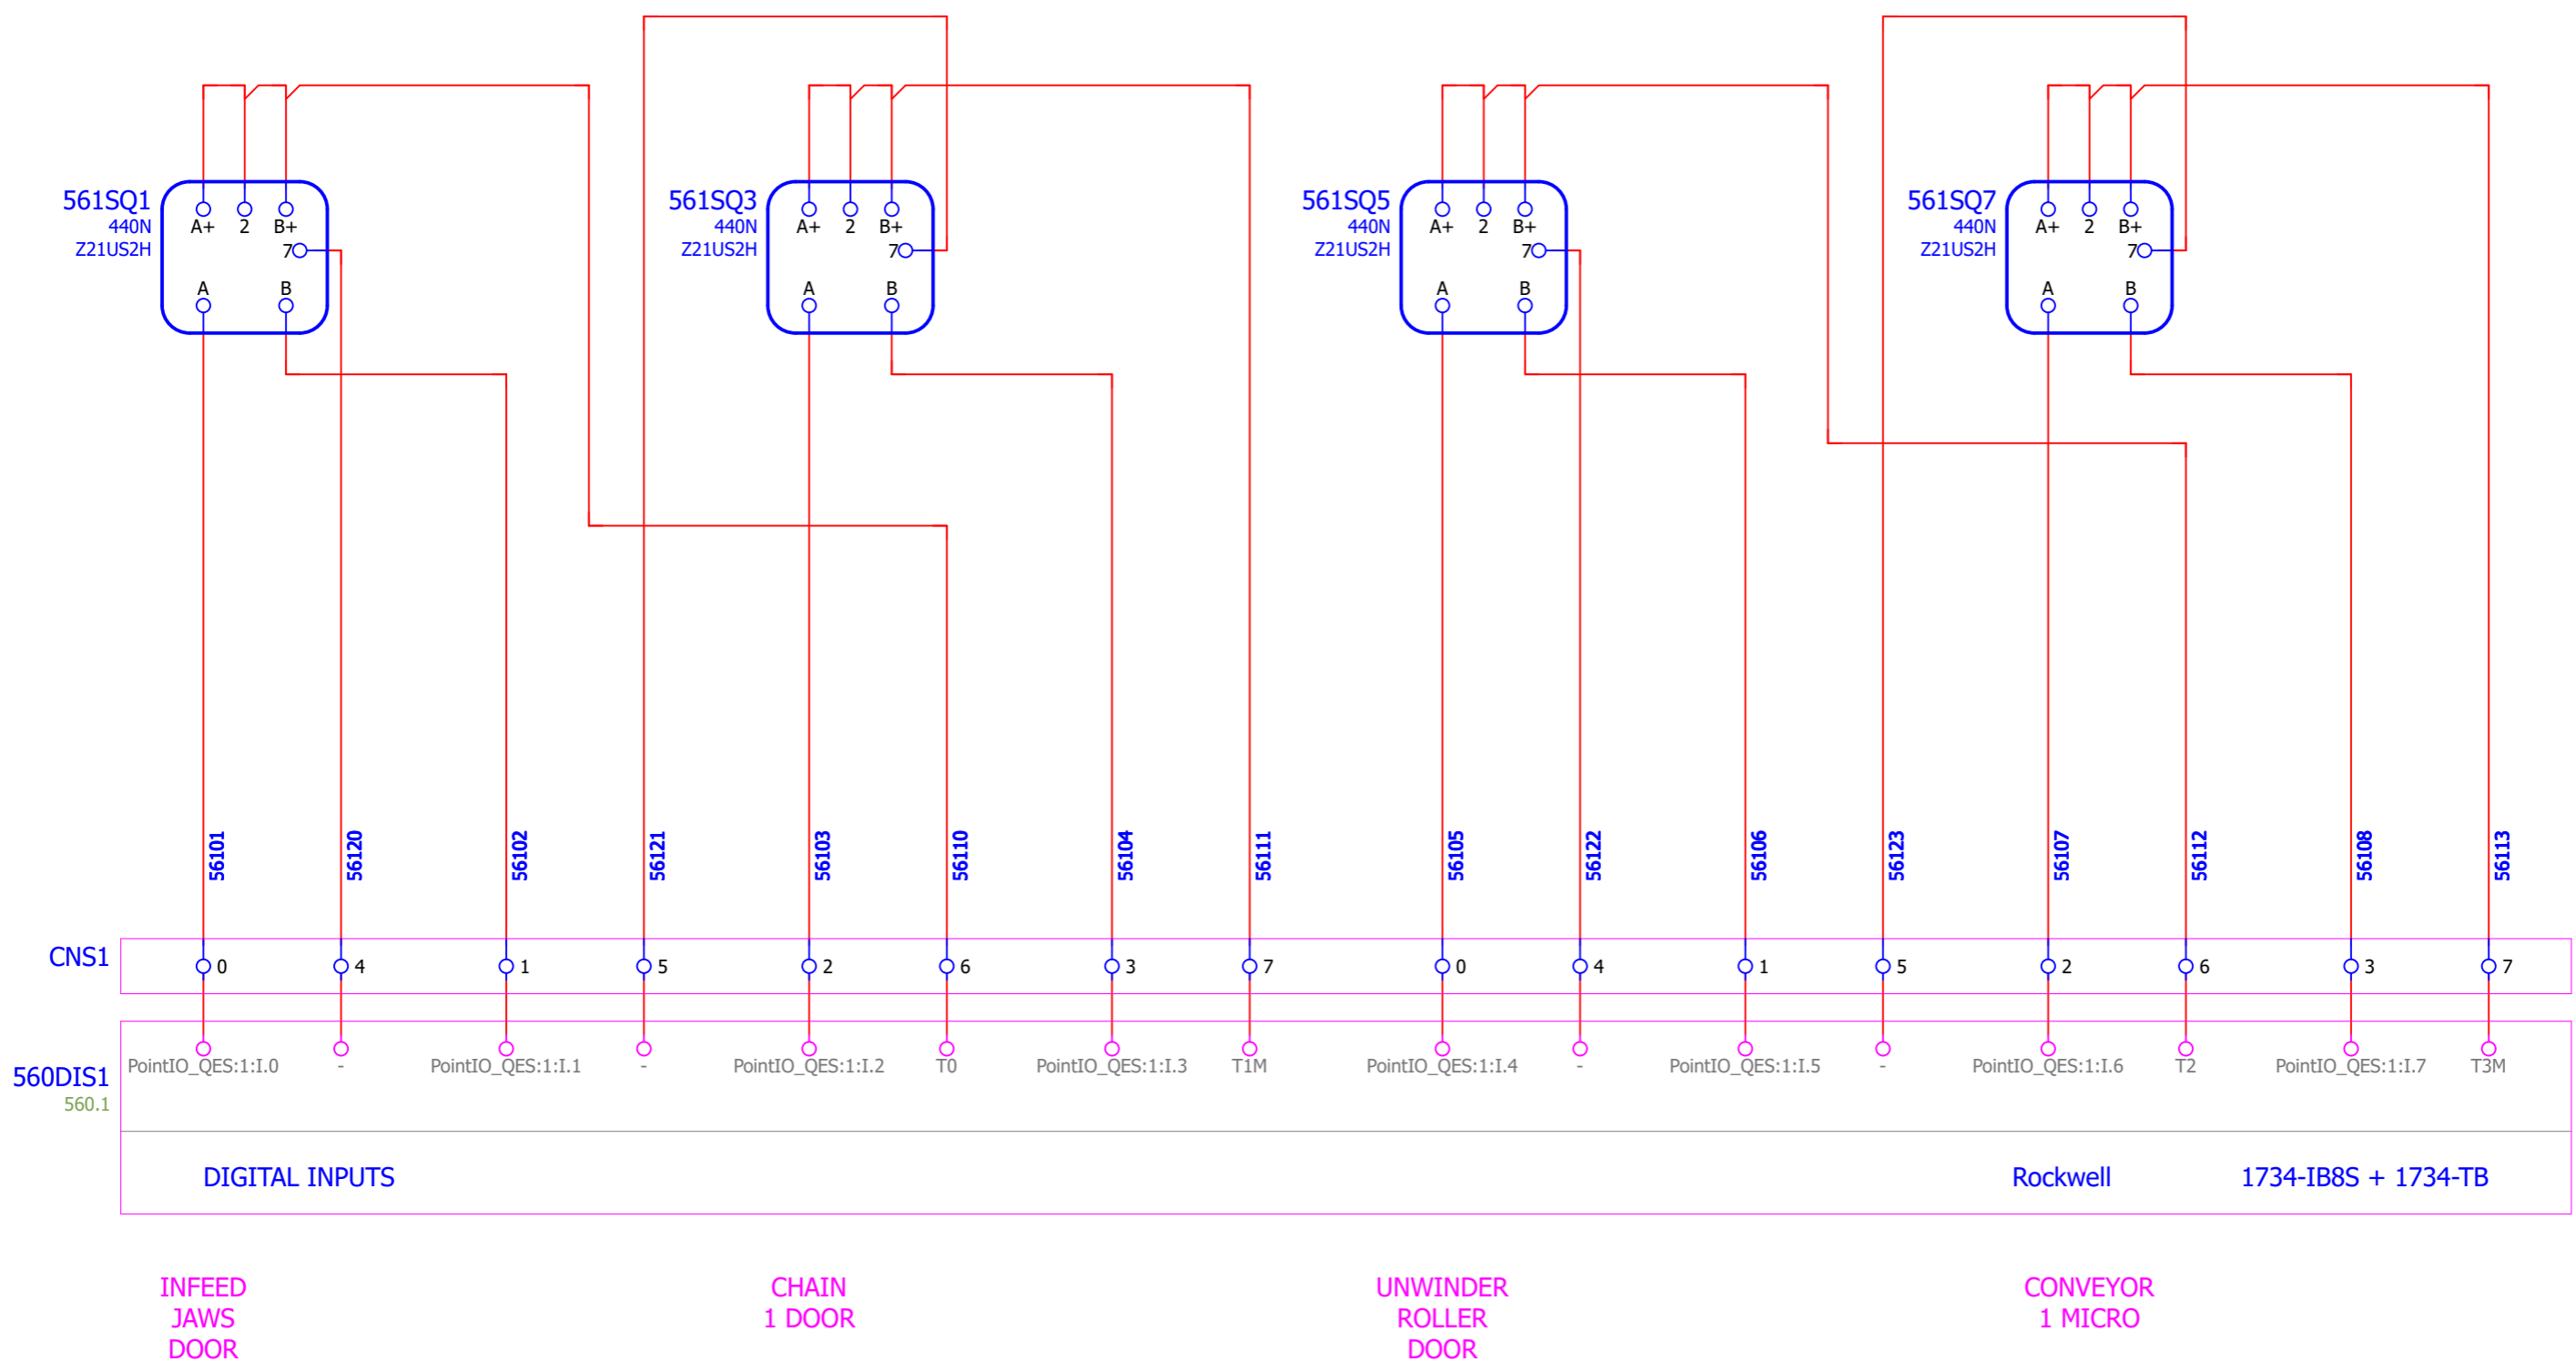 561SQ1
440N
Z21US2H
A+ 2 B+
7
A B
561SQ3
440N
Z21US2H
A+ 2 B+
7
A B
561SQ5
440N
Z21US2H
A+ 2 B+
7
A B
561SQ7
440N
Z21US2H
A+ 2 B+
7
A B
56101 56120 56102 56121 56103 56110 56104 56111 56105 56122 56106 56123 56107 56112 56108 56113
CNS1 0 4 1 5 2 6 3 7 0 4 1 5 2 6 3 7
PointIO_QES:1:I.0 - PointIO_QES:1:I.1 - PointIO_QES:1:I.2 T0 PointIO_QES:1:I.3 T1M PointIO_QES:1:I.4 - PointIO_QES:1:I.5 - PointIO_QES:1:I.6 T2 PointIO_QES:1:I.7 T3M
560DIS1
560.1
DIGITAL INPUTS Rockwell 1734-IB8S + 1734-TB
INFEED
JAWS
DOOR
CHAIN
1 DOOR
UNWINDER
ROLLER
DOOR
CONVEYOR
1 MICRO